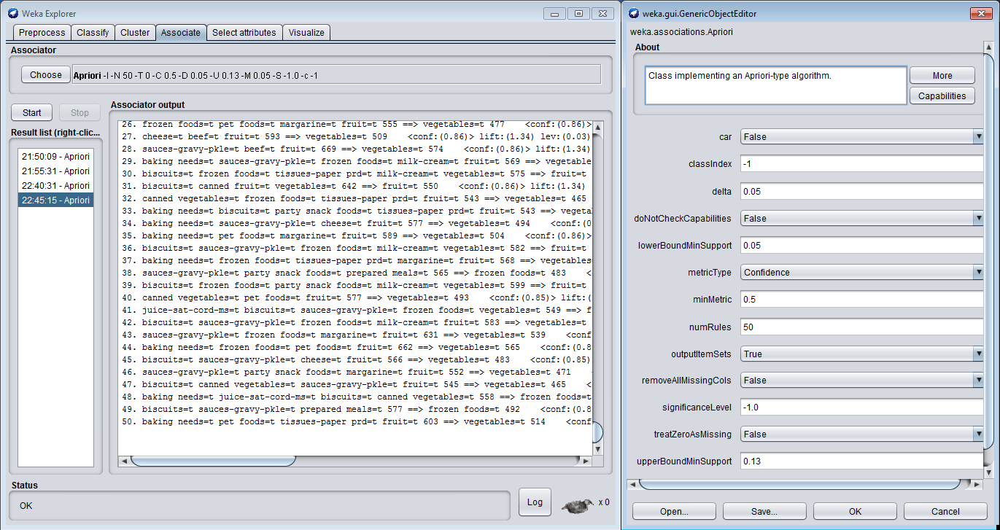 Weka Explorer
Preprocess Classify Cluster Associate Select attributes Visualize
Associator
Choose Apriori -I -N 50 -T 0 -C 0.5 -D 0.05 -U 0.13 -M 0.05 -S -1.0 -c -1
Start Stop
Result list (right-clic...
21:50:09 - Apriori
21:55:31 - Apriori
22:40:31 - Apriori
22:45:15 - Apriori
Associator output
26. frozen foods=t pet foods=t margarine=t fruit=t 555 ==> vegetables=t 477 <conf:(0.86)>
27. cheese=t beef=t fruit=t 593 ==> vegetables=t 509 <conf:(0.86)> lift:(1.34) lev:(0.03)
28. sauces-gravy-pkle=t beef=t fruit=t 669 ==> vegetables=t 574 <conf:(0.86)> lift:(1.34)
29. baking needs=t sauces-gravy-pkle=t frozen foods=t milk-cream=t fruit=t 569 ==> vegetable
30. biscuits=t frozen foods=t tissues-paper prd=t milk-cream=t vegetables=t 575 ==> fruit=t
31. biscuits=t canned fruit=t vegetables=t 642 ==> fruit=t 550 <conf:(0.86)> lift:(1.34)
32. canned vegetables=t frozen foods=t tissues-paper prd=t fruit=t 543 ==> vegetables=t 465
33. baking needs=t biscuits=t party snack foods=t tissues-paper prd=t fruit=t 543 ==> vegeta
34. baking needs=t sauces-gravy-pkle=t cheese=t fruit=t 577 ==> vegetables=t 494 <conf:(0
35. baking needs=t pet foods=t margarine=t fruit=t 589 ==> vegetables=t 504 <conf:(0.86)>
36. biscuits=t sauces-gravy-pkle=t frozen foods=t milk-cream=t vegetables=t 582 ==> fruit=t
37. baking needs=t frozen foods=t tissues-paper prd=t margarine=t fruit=t 568 ==> vegetables
38. sauces-gravy-pkle=t party snack foods=t prepared meals=t 565 ==> frozen foods=t 483 <
39. biscuits=t frozen foods=t party snack foods=t milk-cream=t vegetables=t 599 ==> fruit=t
40. canned vegetables=t pet foods=t fruit=t 577 ==> vegetables=t 493 <conf:(0.85)> lift:(
41. juice-sat-cord-ms=t biscuits=t sauces-gravy-pkle=t frozen foods=t vegetables=t 549 ==> f
42. biscuits=t sauces-gravy-pkle=t frozen foods=t milk-cream=t fruit=t 583 ==> vegetables=t
43. sauces-gravy-pkle=t frozen foods=t margarine=t fruit=t 631 ==> vegetables=t 539 <conf
44. baking needs=t frozen foods=t pet foods=t fruit=t 662 ==> vegetables=t 565 <conf:(0.8
45. biscuits=t sauces-gravy-pkle=t cheese=t fruit=t 566 ==> vegetables=t 483 <conf:(0.85)
46. sauces-gravy-pkle=t party snack foods=t margarine=t fruit=t 552 ==> vegetables=t 471
47. biscuits=t canned vegetables=t sauces-gravy-pkle=t fruit=t 545 ==> vegetables=t 465 <
48. baking needs=t juice-sat-cord-ms=t biscuits=t canned vegetables=t 558 ==> frozen foods=t
49. biscuits=t sauces-gravy-pkle=t prepared meals=t 577 ==> frozen foods=t 492 <conf:(0.8
50. baking needs=t pet foods=t tissues-paper prd=t fruit=t 603 ==> vegetables=t 514 <conf
Status
OK
Log
x 0
weka.gui.GenericObjectEditor
weka.associations.Apriori
About
Class implementing an Apriori-type algorithm.
More
Capabilities
car False
classIndex -1
delta 0.05
doNotCheckCapabilities False
lowerBoundMinSupport 0.05
metricType Confidence
minMetric 0.5
numRules 50
outputItemSets True
removeAllMissingCols False
significanceLevel -1.0
treatZeroAsMissing False
upperBoundMinSupport 0.13
Open... Save... OK Cancel